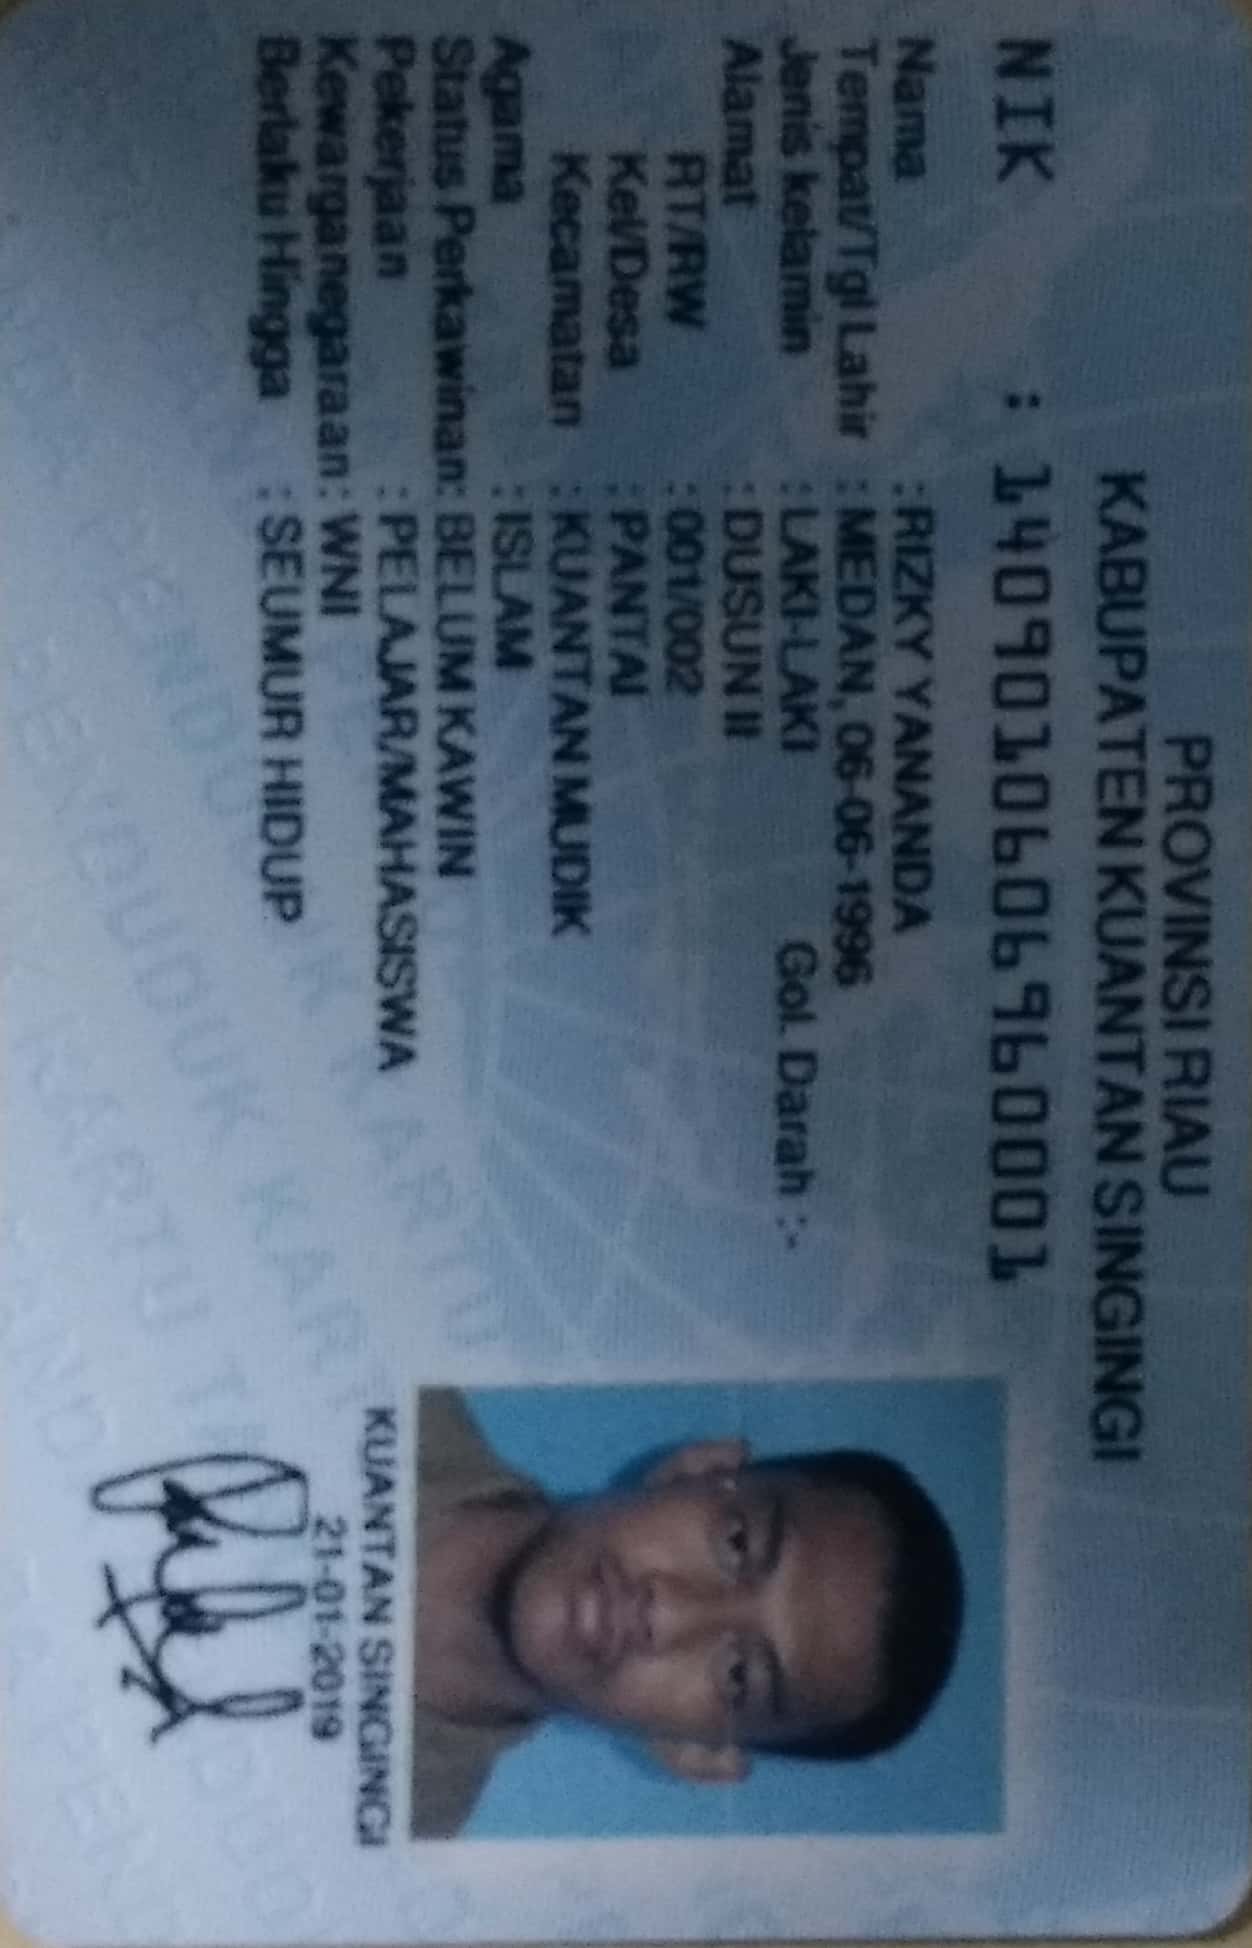 PROVINSI RIAU
KABUPATEN KUANTAN SINGINGI
NIK : 1409010606960001
Nama : RIZKY YANANDA
Tempat/Tgl Lahir : MEDAN, 06-06-1996
Jenis kelamin : LAKI-LAKI Gol. Darah :-
Alamat : DUSUN II
RT/RW : 001/002
Kel/Desa : PANTAI
Kecamatan : KUANTAN MUDIK
Agama : ISLAM
Status Perkawinan: BELUM KAWIN
Pekerjaan : PELAJAR/MAHASISWA
Kewarganegaraan: WNI
Berlaku Hingga : SEUMUR HIDUP
KUANTAN SINGINGI
21-01-2019